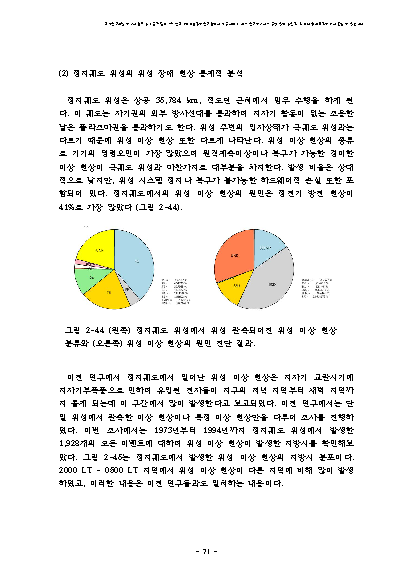 (2) 정지궤도 위성의 위성 장애 현상 통계적 분석
정지궤도 위성은 상공 35,784 km, 적도면 근처에서 임무 수행을 하게 된
다. 이 궤도는 자기권의 외부 방사선대를 통과하며 지자기 활동이 없는 조용한
날은 플라즈마권을 통과하기도 한다. 위성 주변의 입자상태가 극궤도 위성과는
다르기 때문에 위성 이상 현상 또한 다르게 나타난다. 위성 이상 현상의 종류
로 기기의 명령오인이 가장 많았으며 원격계측이상이나 복구가 가능한 경미한
이상 현상이 극궤도 위성과 마찬가지로 대부분을 차지한다. 발생 비율은 상대
적으로 낮지만, 위성 시스템 정지나 복구가 불가능한 하드웨어적 손실 또한 포
함되어 있다. 정지궤도에서의 위성 이상 현상의 원인은 정전기 방전 현상이
41%로 가장 많았다 (그림 2-44).
그림 2-44 (왼쪽) 정지궤도 위성에서 위성 관측되어진 위성 이상 현상
분류와 (오른쪽) 위성 이상 현상의 원인 진단 결과.
이전 연구에서 정지궤도에서 일어난 위성 이상 현상은 지자기 교란시기에
지자기부폭풍으로 인하여 유입된 전자들이 지구의 저녁 지역부터 새벽 지역까
지 돌게 되는데 이 구간에서 많이 발생한다고 보고되었다. 이전 연구에서는 단
일 위성에서 관측한 이상 현상이나 특정 이상 현상만을 다루어 조사를 진행하
였다. 이번 조사에서는 1973년부터 1994년까지 정지궤도 위성에서 발생한
1,928개의 모든 이벤트에 대하여 위성 이상 현상이 발생한 지방시를 확인해보
았다. 그림 2-45는 정지궤도에서 발생한 위성 이상 현상의 지방시 분포이다.
2000 LT - 0600 LT 지역에서 위성 이상 현상이 다른 지역에 비해 많이 발생
하였고, 이러한 내용은 이전 연구들과도 일치하는 내용이다.
- 71 -